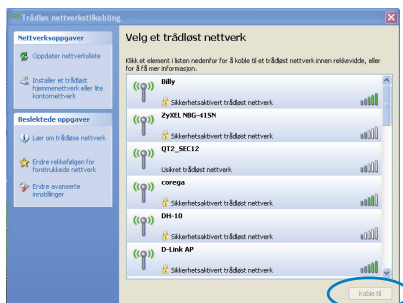 Trådløs nettverkstilkobling
Nettverksoppgaver
Oppdater nettverksliste
Installer et trådløst
hjemmenettverk eller lite
kontornettverk
Beslektede oppgaver
Lær om trådløse nettverk
Endre rekkefølgen for
foretrukkede nettverk
Endre avanserte
innstillinger
Velg et trådløst nettverk
Klikk et element i listen nedenfor for å koble til et trådløst nettverk innen rekkevidde, eller
for å få mer informasjon.
Billy
Sikkerhetsaktivert trådløst nettverk
ZyXEL NBG-415N
Sikkerhetsaktivert trådløst nettverk
QT2_SEC12
Usikret trådløst nettverk
corega
Sikkerhetsaktivert trådløst nettverk
DH-10
Sikkerhetsaktivert trådløst nettverk
D-Link AP
Sikkerhetsaktivert trådløst nettverk
Koble til